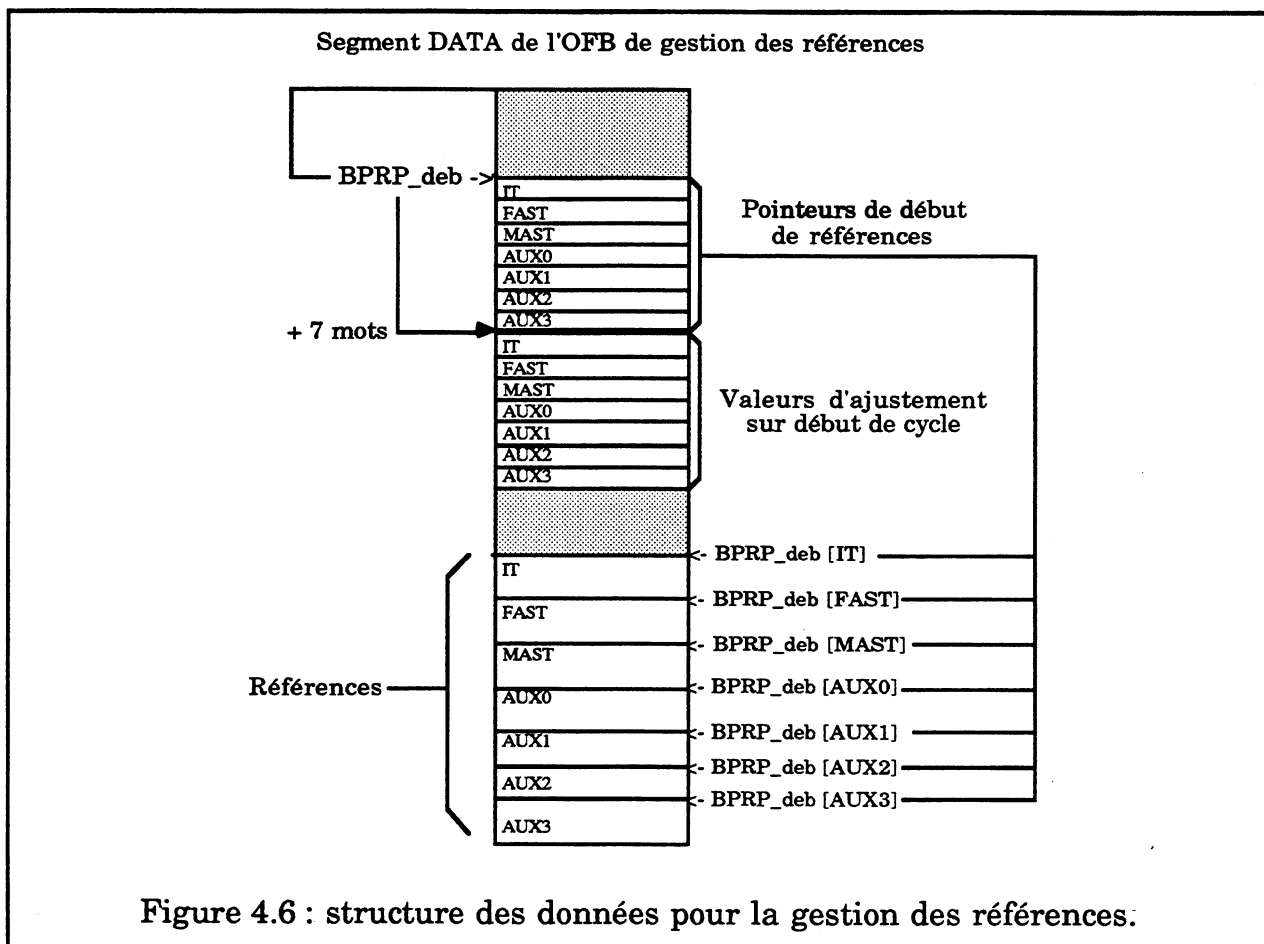 Segment DATA de l'OFB de gestion des références
BPRP_deb ->
IT
FAST
MAST
AUX0
AUX1
AUX2
AUX3
Pointeurs de début
de références
+ 7 mots
IT
FAST
MAST
AUX0
AUX1
AUX2
AUX3
Valeurs d'ajustement
sur début de cycle
Références
IT
FAST
MAST
AUX0
AUX1
AUX2
AUX3
<- BPRP_deb [IT]
<- BPRP_deb [FAST]
<- BPRP_deb [MAST]
<- BPRP_deb [AUX0]
<- BPRP_deb [AUX1]
<- BPRP_deb [AUX2]
<- BPRP_deb [AUX3]
Figure 4.6 : structure des données pour la gestion des références.